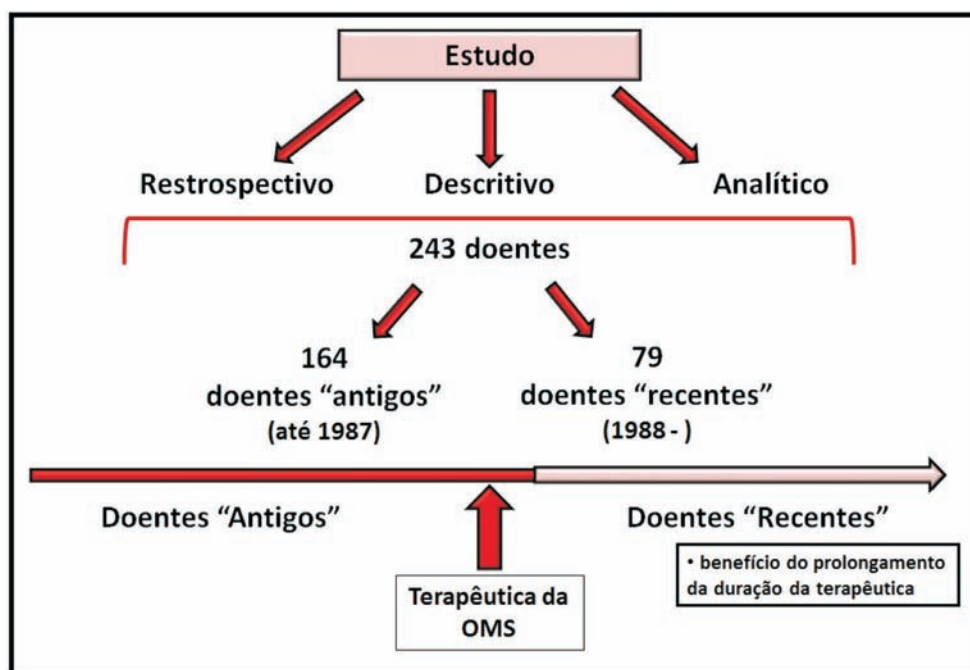 Estudo
Restrospectivo Descritivo Analítico
243 doentes
164
doentes “antigos”
(até 1987)
79
doentes “recentes”
(1988 - )
Doentes “Antigos”
Doentes “Recentes”
• benefício do prolongamento
da duração da terapêutica
Terapêutica da
OMS